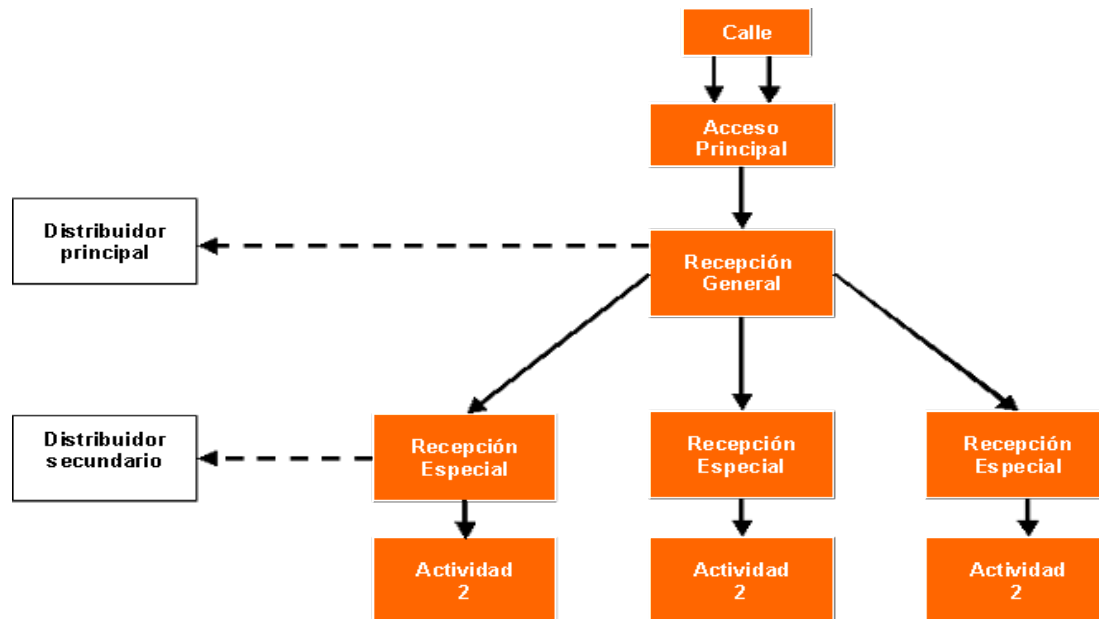 Calle
Acceso
Principal
Distribuidor
principal
Recepción
General
Distribuidor
secundario
Recepción
Especial
Recepción
Especial
Recepción
Especial
Actividad
2
Actividad
2
Actividad
2